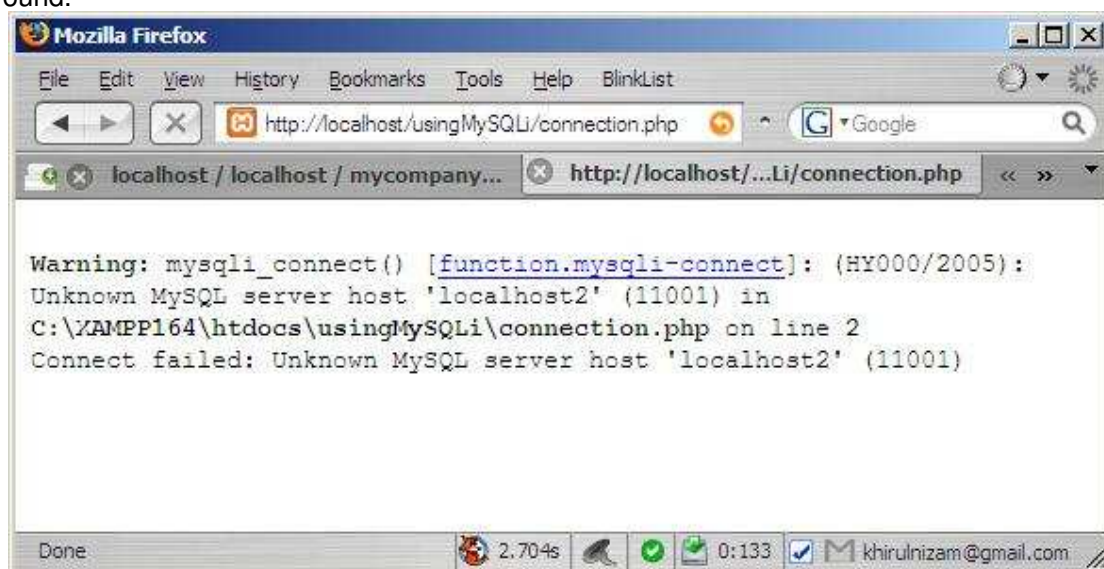 ound.
Mozilla Firefox
File Edit View History Bookmarks Tools Help BlinkList
http://localhost/usingMySQLi/connection.php G Google
localhost / localhost / mycompany... http://localhost/...Li/connection.php « »
Warning: mysqli_connect() [function.mysqli-connect]: (HY000/2005):
Unknown MySQL server host 'localhost2' (11001) in
C:\XAMPP164\htdocs\usingMySQLi\connection.php on line 2
Connect failed: Unknown MySQL server host 'localhost2' (11001)
Done 2.704s 0:133 khirulnizam@gmail.com